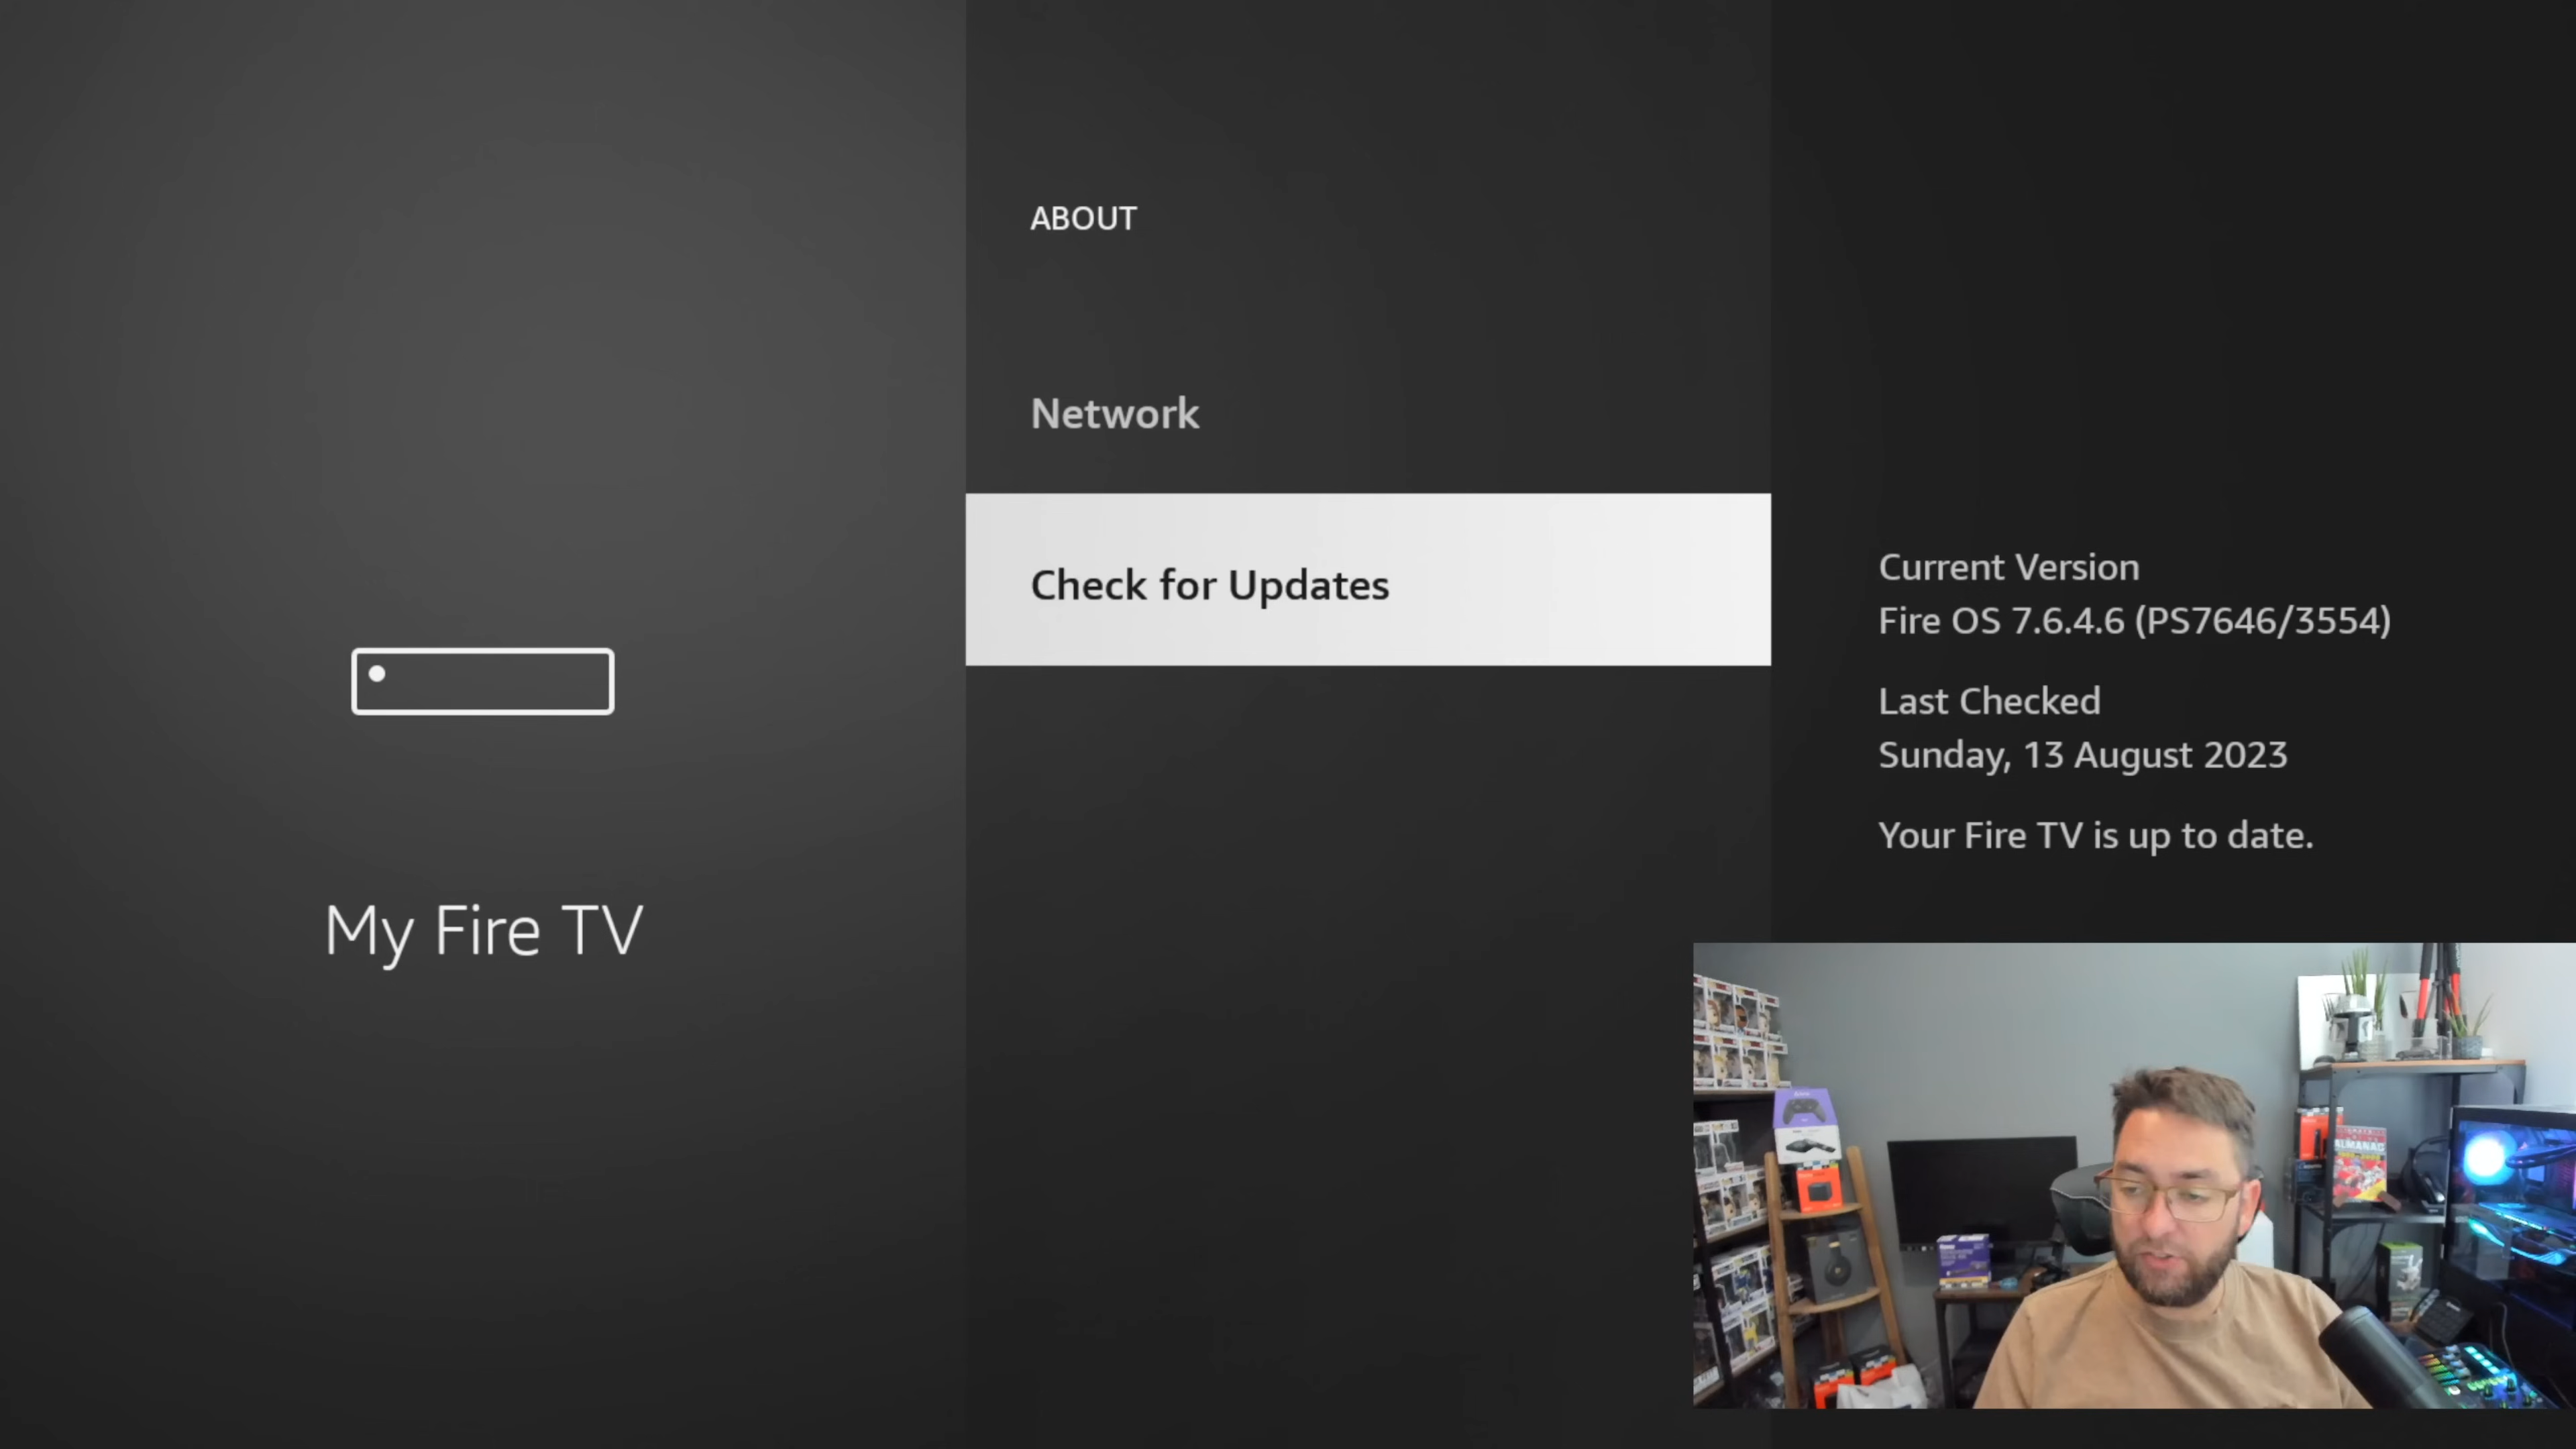 ABOUT
Network
Check for Updates
My Fire TV
Current Version
Fire OS 7.6.4.6 (PS7646/3554)
Last Checked
Sunday, 13 August 2023
Your Fire TV is up to date.
ALMANAC